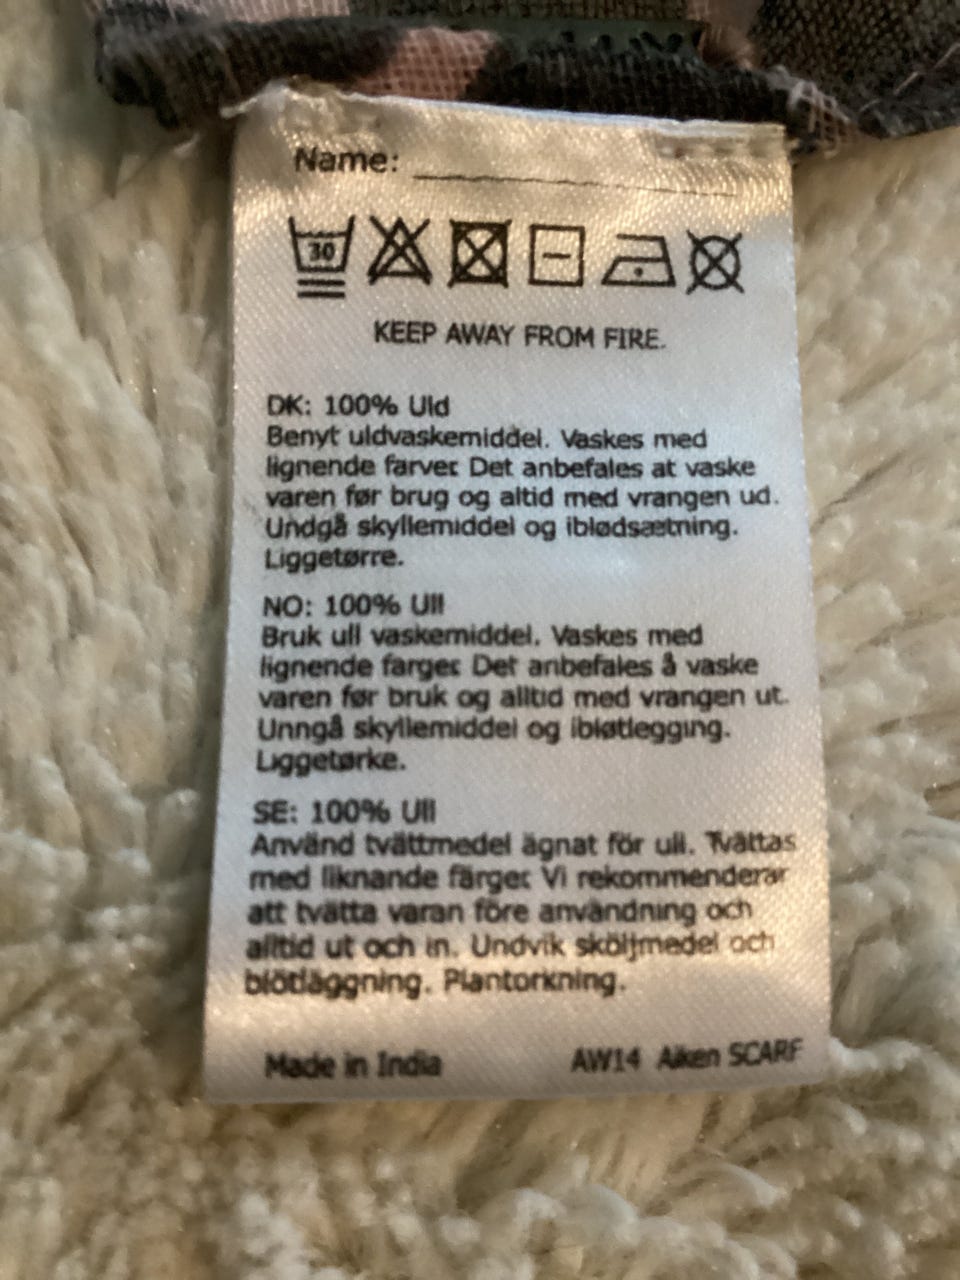 Name:
30
KEEP AWAY FROM FIRE.
DK: 100% Uld
Benyt uldvaskemiddel. Vaskes med
lignende farver. Det anbefales at vaske
varen før brug og altid med vrangen ud.
Undgå skyllemiddel og iblødsætning.
Liggetørre.
NO: 100% Ull
Bruk ull vaskemiddel. Vaskes med
lignende farger. Det anbefales å vaske
varen før bruk og alltid med vrangen ut.
Unngå skyllemiddel og ibløtlegging.
Liggetørke.
SE: 100% Ull
Använd tvättmedel ägnat för ull. Tvättas
med liknande färger. Vi rekommenderar
att tvätta varan före användning och
alltid ut och in. Undvik sköljmedel och
blötläggning. Plantorkning.
Made in India AW14 Aiken SCARF